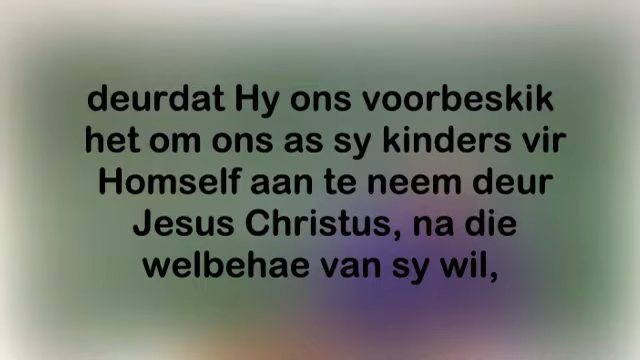 deurdat Hy ons voorbeskik
het om ons as sy kinders vir
Homself aan te neem deur
Jesus Christus, na die
welbehae van sy wil,